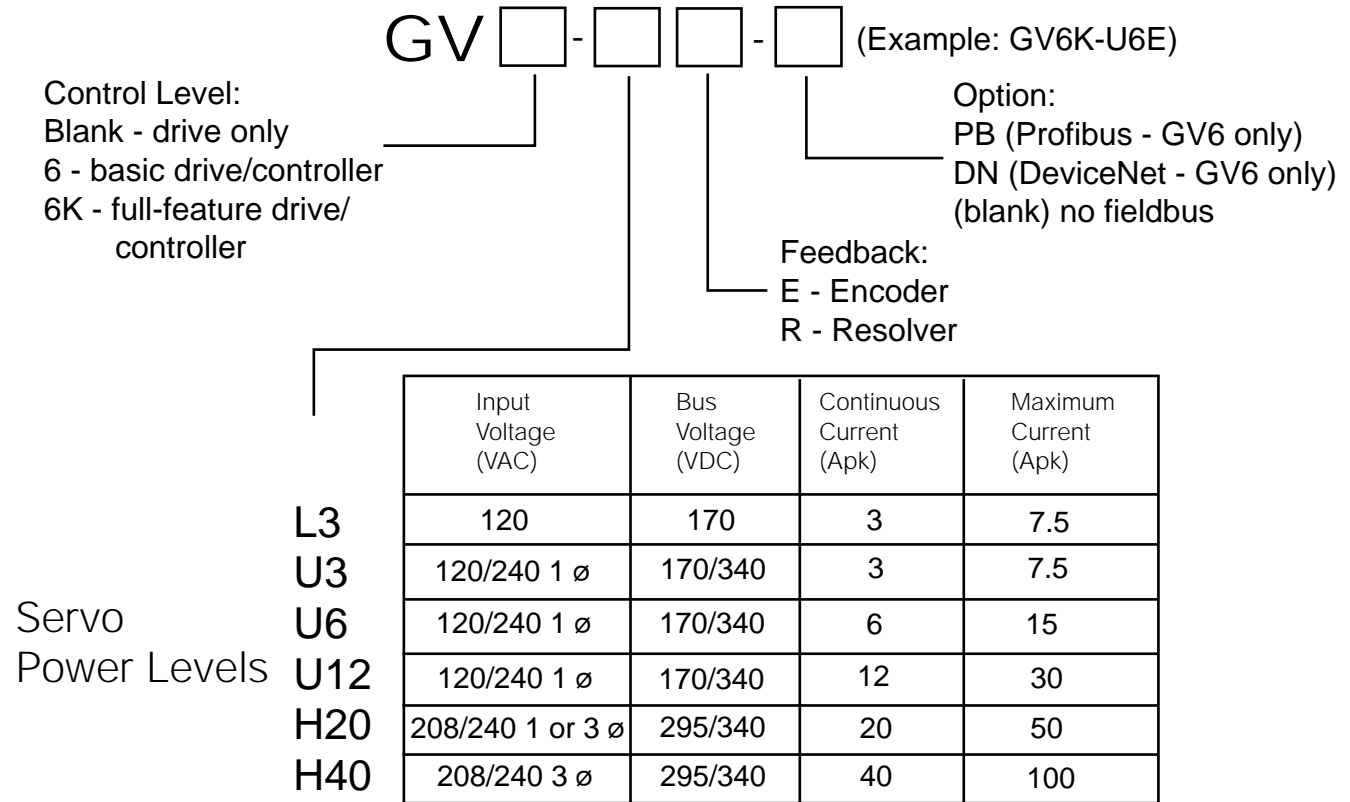 GV - - (Example: GV6K-U6E)
Control Level:
Blank - drive only
6 - basic drive/controller
6K - full-feature drive/
controller
Option:
PB (Profibus - GV6 only)
DN (DeviceNet - GV6 only)
(blank) no fieldbus
Feedback:
E - Encoder
R - Resolver
Input
Voltage
(VAC)
Bus
Voltage
(VDC)
Continuous
Current
(Apk)
Maximum
Current
(Apk)
Servo
Power Levels
L3 120 170 3 7.5
U3 120/240 1 ø 170/340 3 7.5
U6 120/240 1 ø 170/340 6 15
U12 120/240 1 ø 170/340 12 30
H20 208/240 1 or 3 ø 295/340 20 50
H40 208/240 3 ø 295/340 40 100